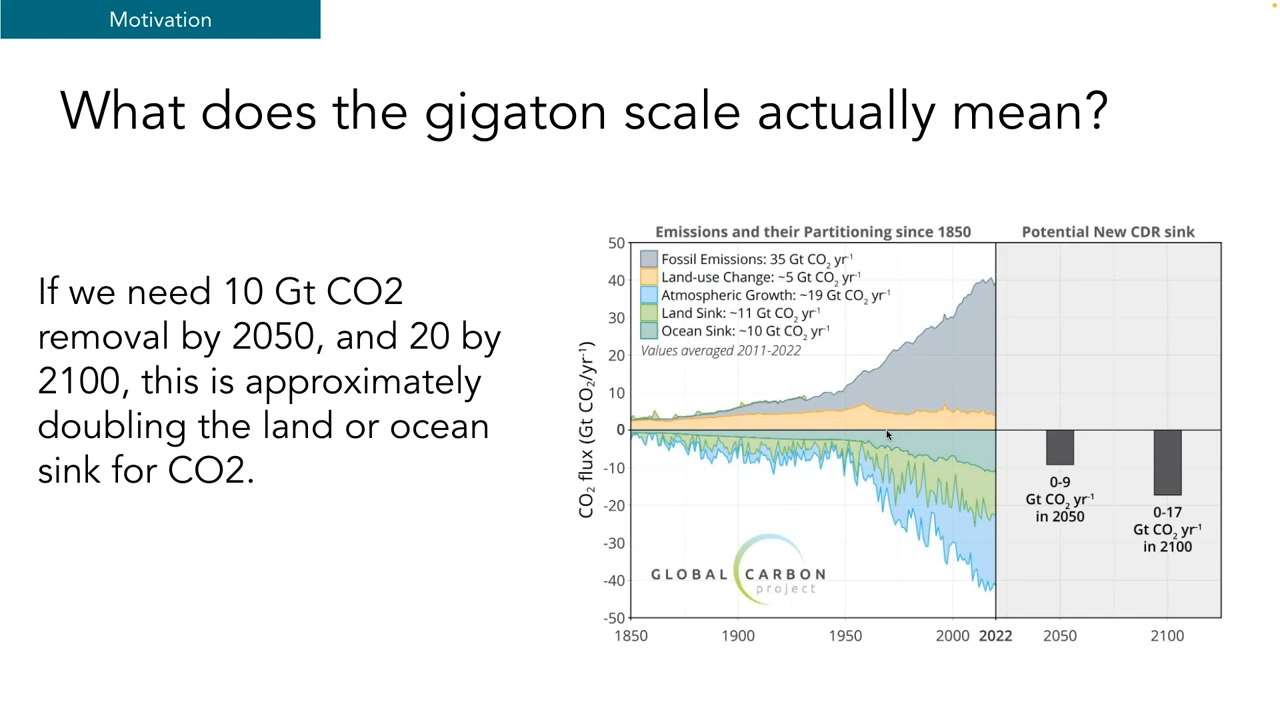 Motivation
What does the gigaton scale actually mean?
If we need 10 Gt CO2
removal by 2050, and 20 by
2100, this is approximately
doubling the land or ocean
sink for CO2.
Emissions and their Partitioning since 1850
Potential New CDR sink
CO₂ flux (Gt CO₂/yr⁻¹)
50
40
30
20
10
0
-10
-20
-30
-40
-50
Fossil Emissions: 35 Gt CO₂ yr⁻¹
Land-use Change: ~5 Gt CO₂ yr⁻¹
Atmospheric Growth: ~19 Gt CO₂ yr⁻¹
Land Sink: ~11 Gt CO₂ yr⁻¹
Ocean Sink: ~10 Gt CO₂ yr⁻¹
Values averaged 2011-2022
GLOBAL CARBON
project
0-9
Gt CO₂ yr⁻¹
in 2050
0-17
Gt CO₂ yr⁻¹
in 2100
1850 1900 1950 2000 2022 2050 2100